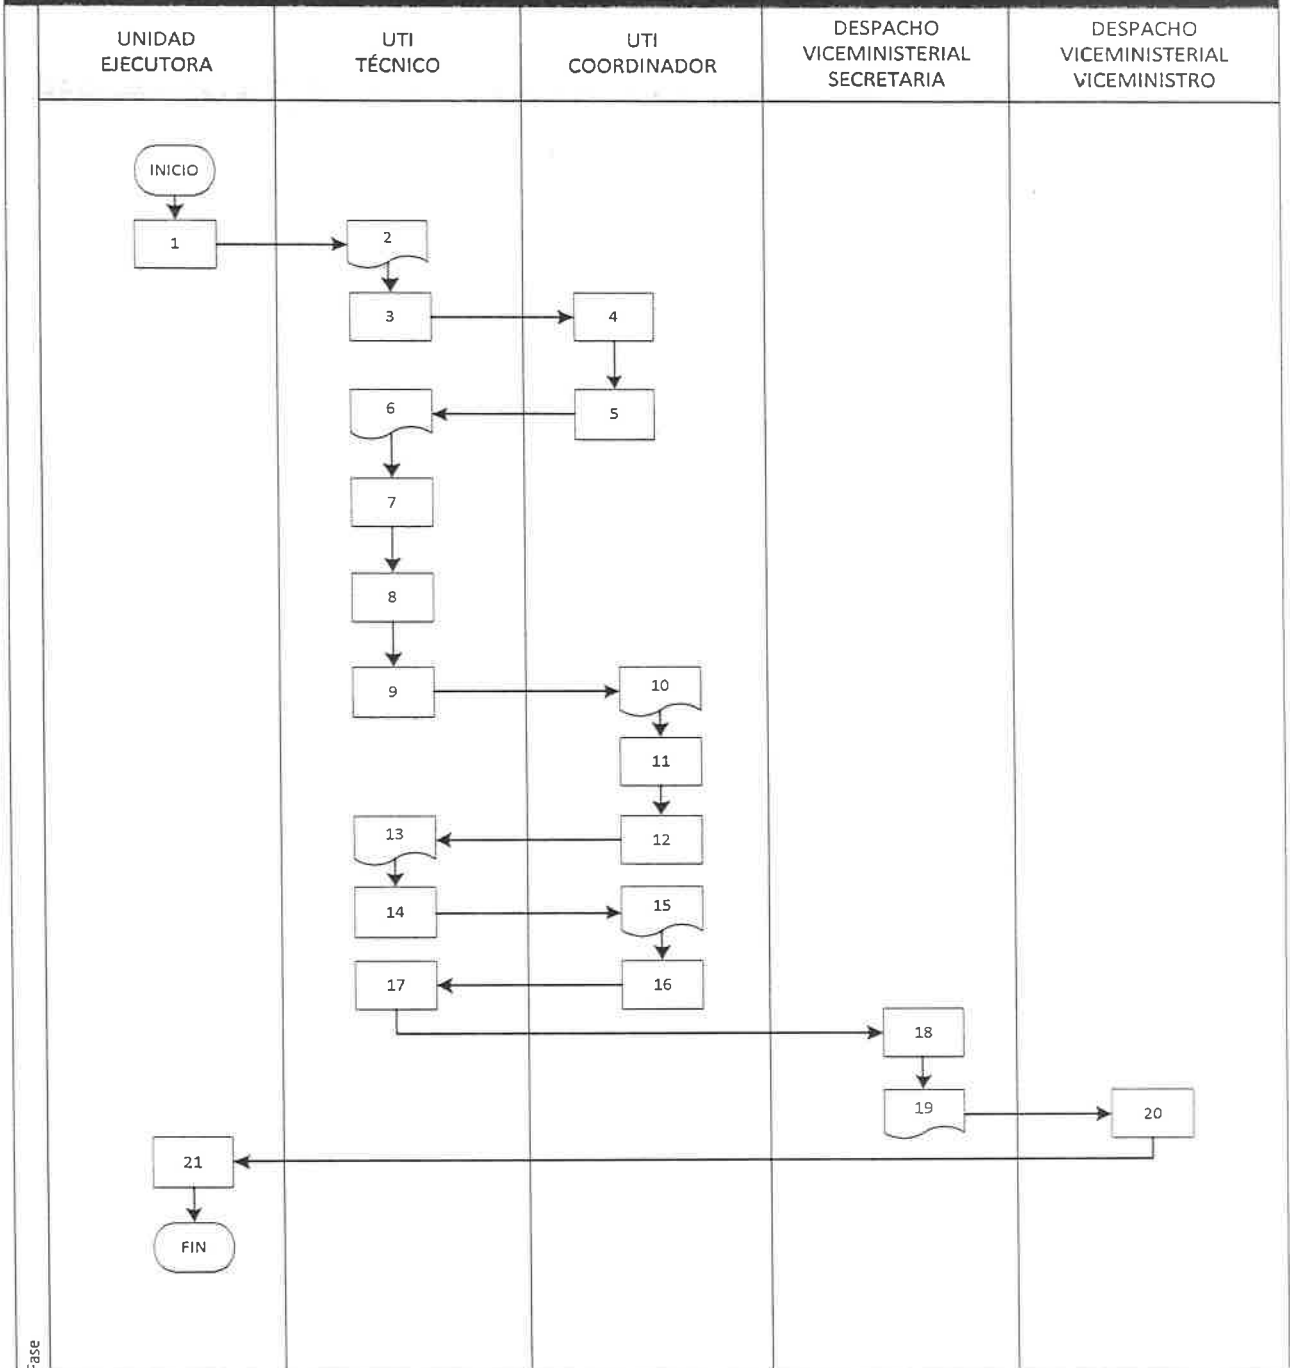 UNIDAD
EJECUTORA
UTI
TÉCNICO
UTI
COORDINADOR
DESPACHO
VICEMINISTERIAL
SECRETARIA
DESPACHO
VICEMINISTERIAL
VICEMINISTRO
INICIO
1
2
3
4
5
6
7
8
9
10
11
12
13
14
15
16
17
18
19
20
21
FIN
Fase